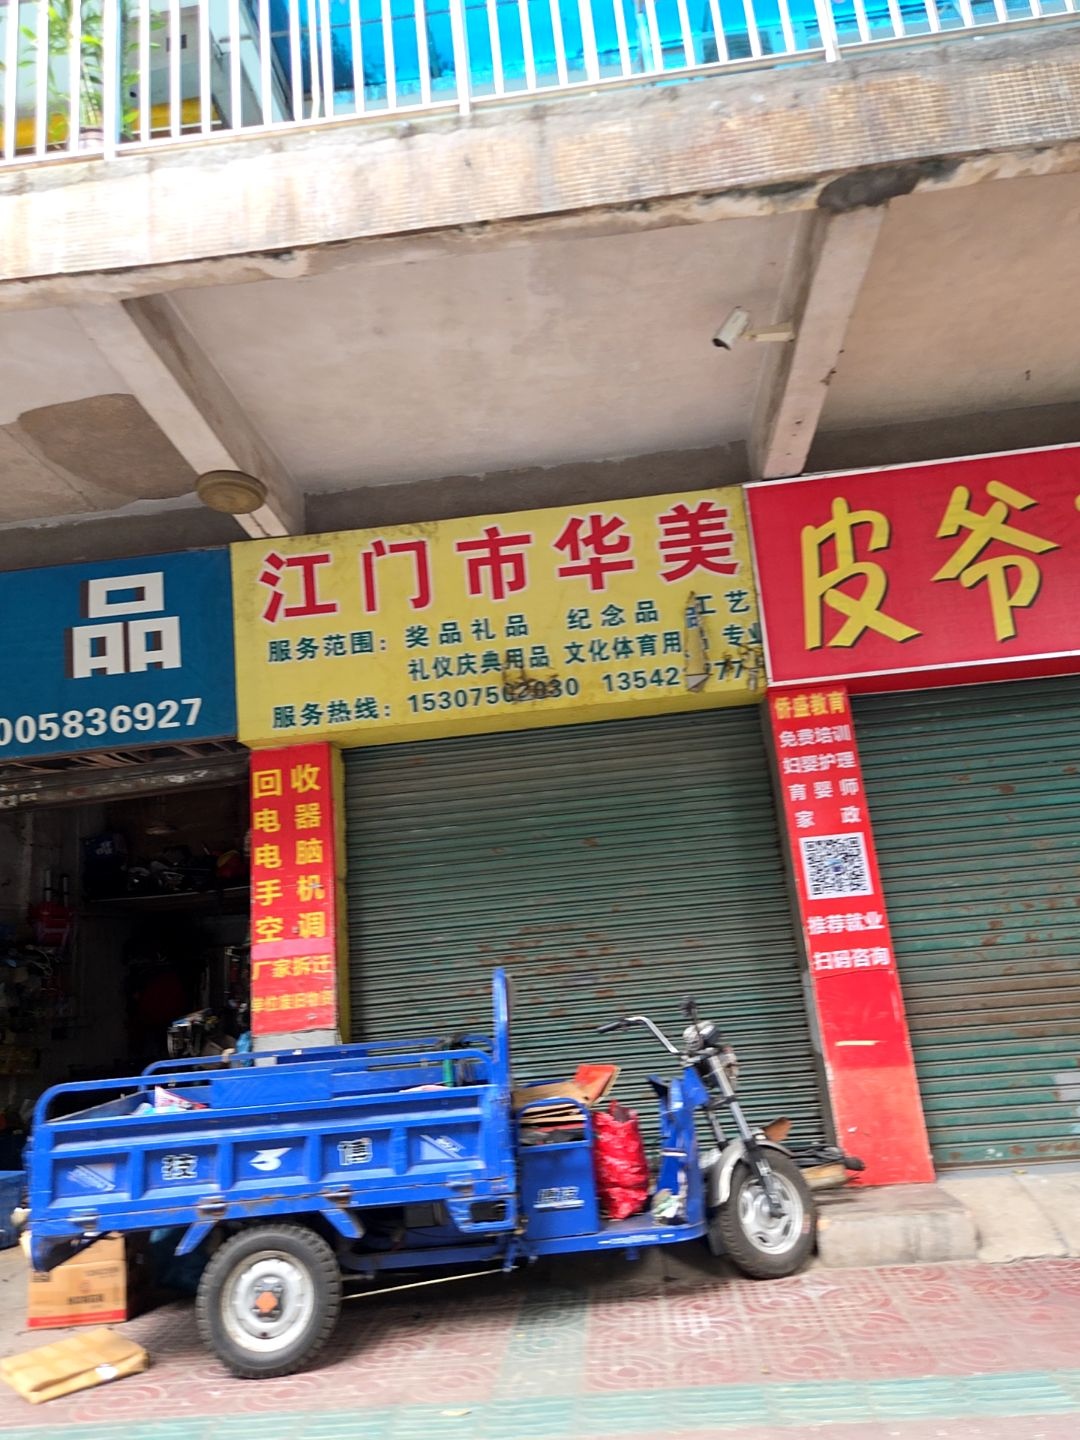 品
005836927
江门市华美
服务范围：奖品礼品 纪念品 工艺
礼仪庆典用品 文化体育用 专业
服务热线：
皮爷
回收
电器
电脑
手机
空调
厂家拆迁
侨盛教育
免费培训
妇婴护理
育婴师
家政
推荐就业
扫码咨询